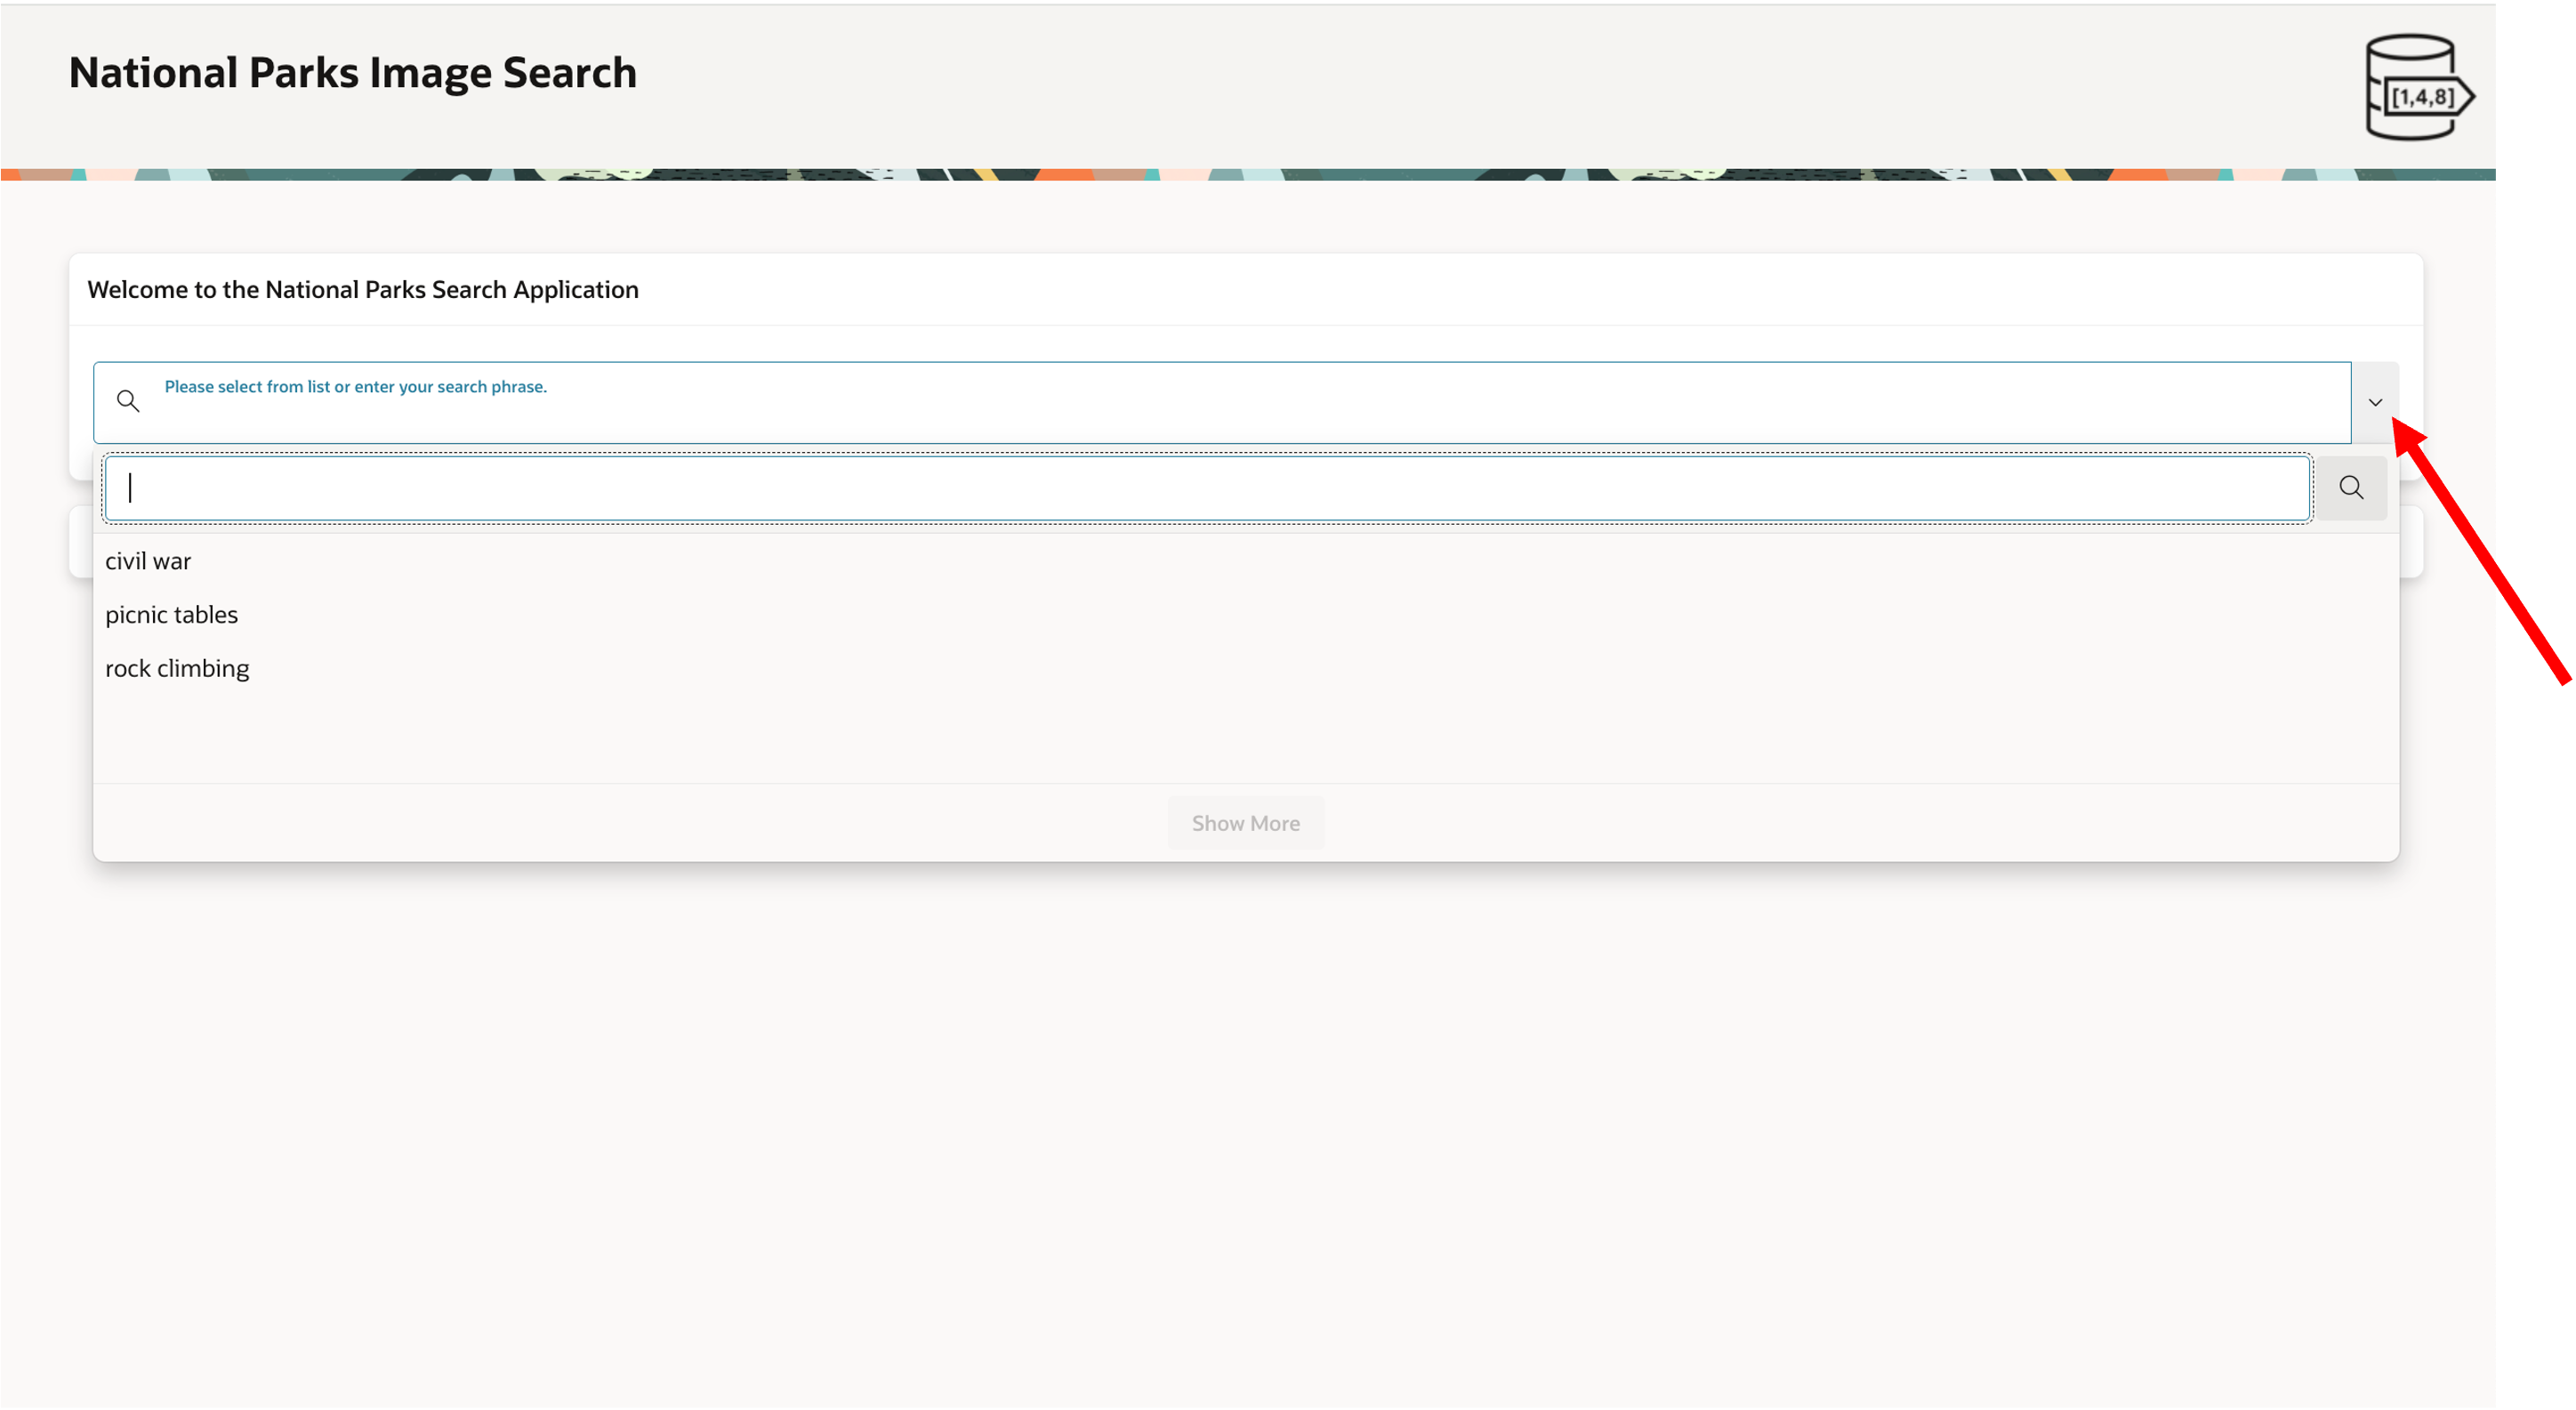 National Parks Image Search
[1,4,8]
Welcome to the National Parks Search Application
Please select from list or enter your search phrase.
civil war
picnic tables
rock climbing
Show More